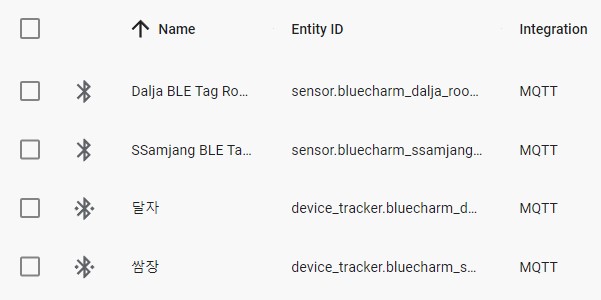 Name Entity ID Integration
Dalja BLE Tag Ro... sensor.bluecharm_dalja_roo... MQTT
SSamjang BLE Ta... sensor.bluecharm_ssamjang... MQTT
달자 device_tracker.bluecharm_d... MQTT
쌈장 device_tracker.bluecharm_s... MQTT